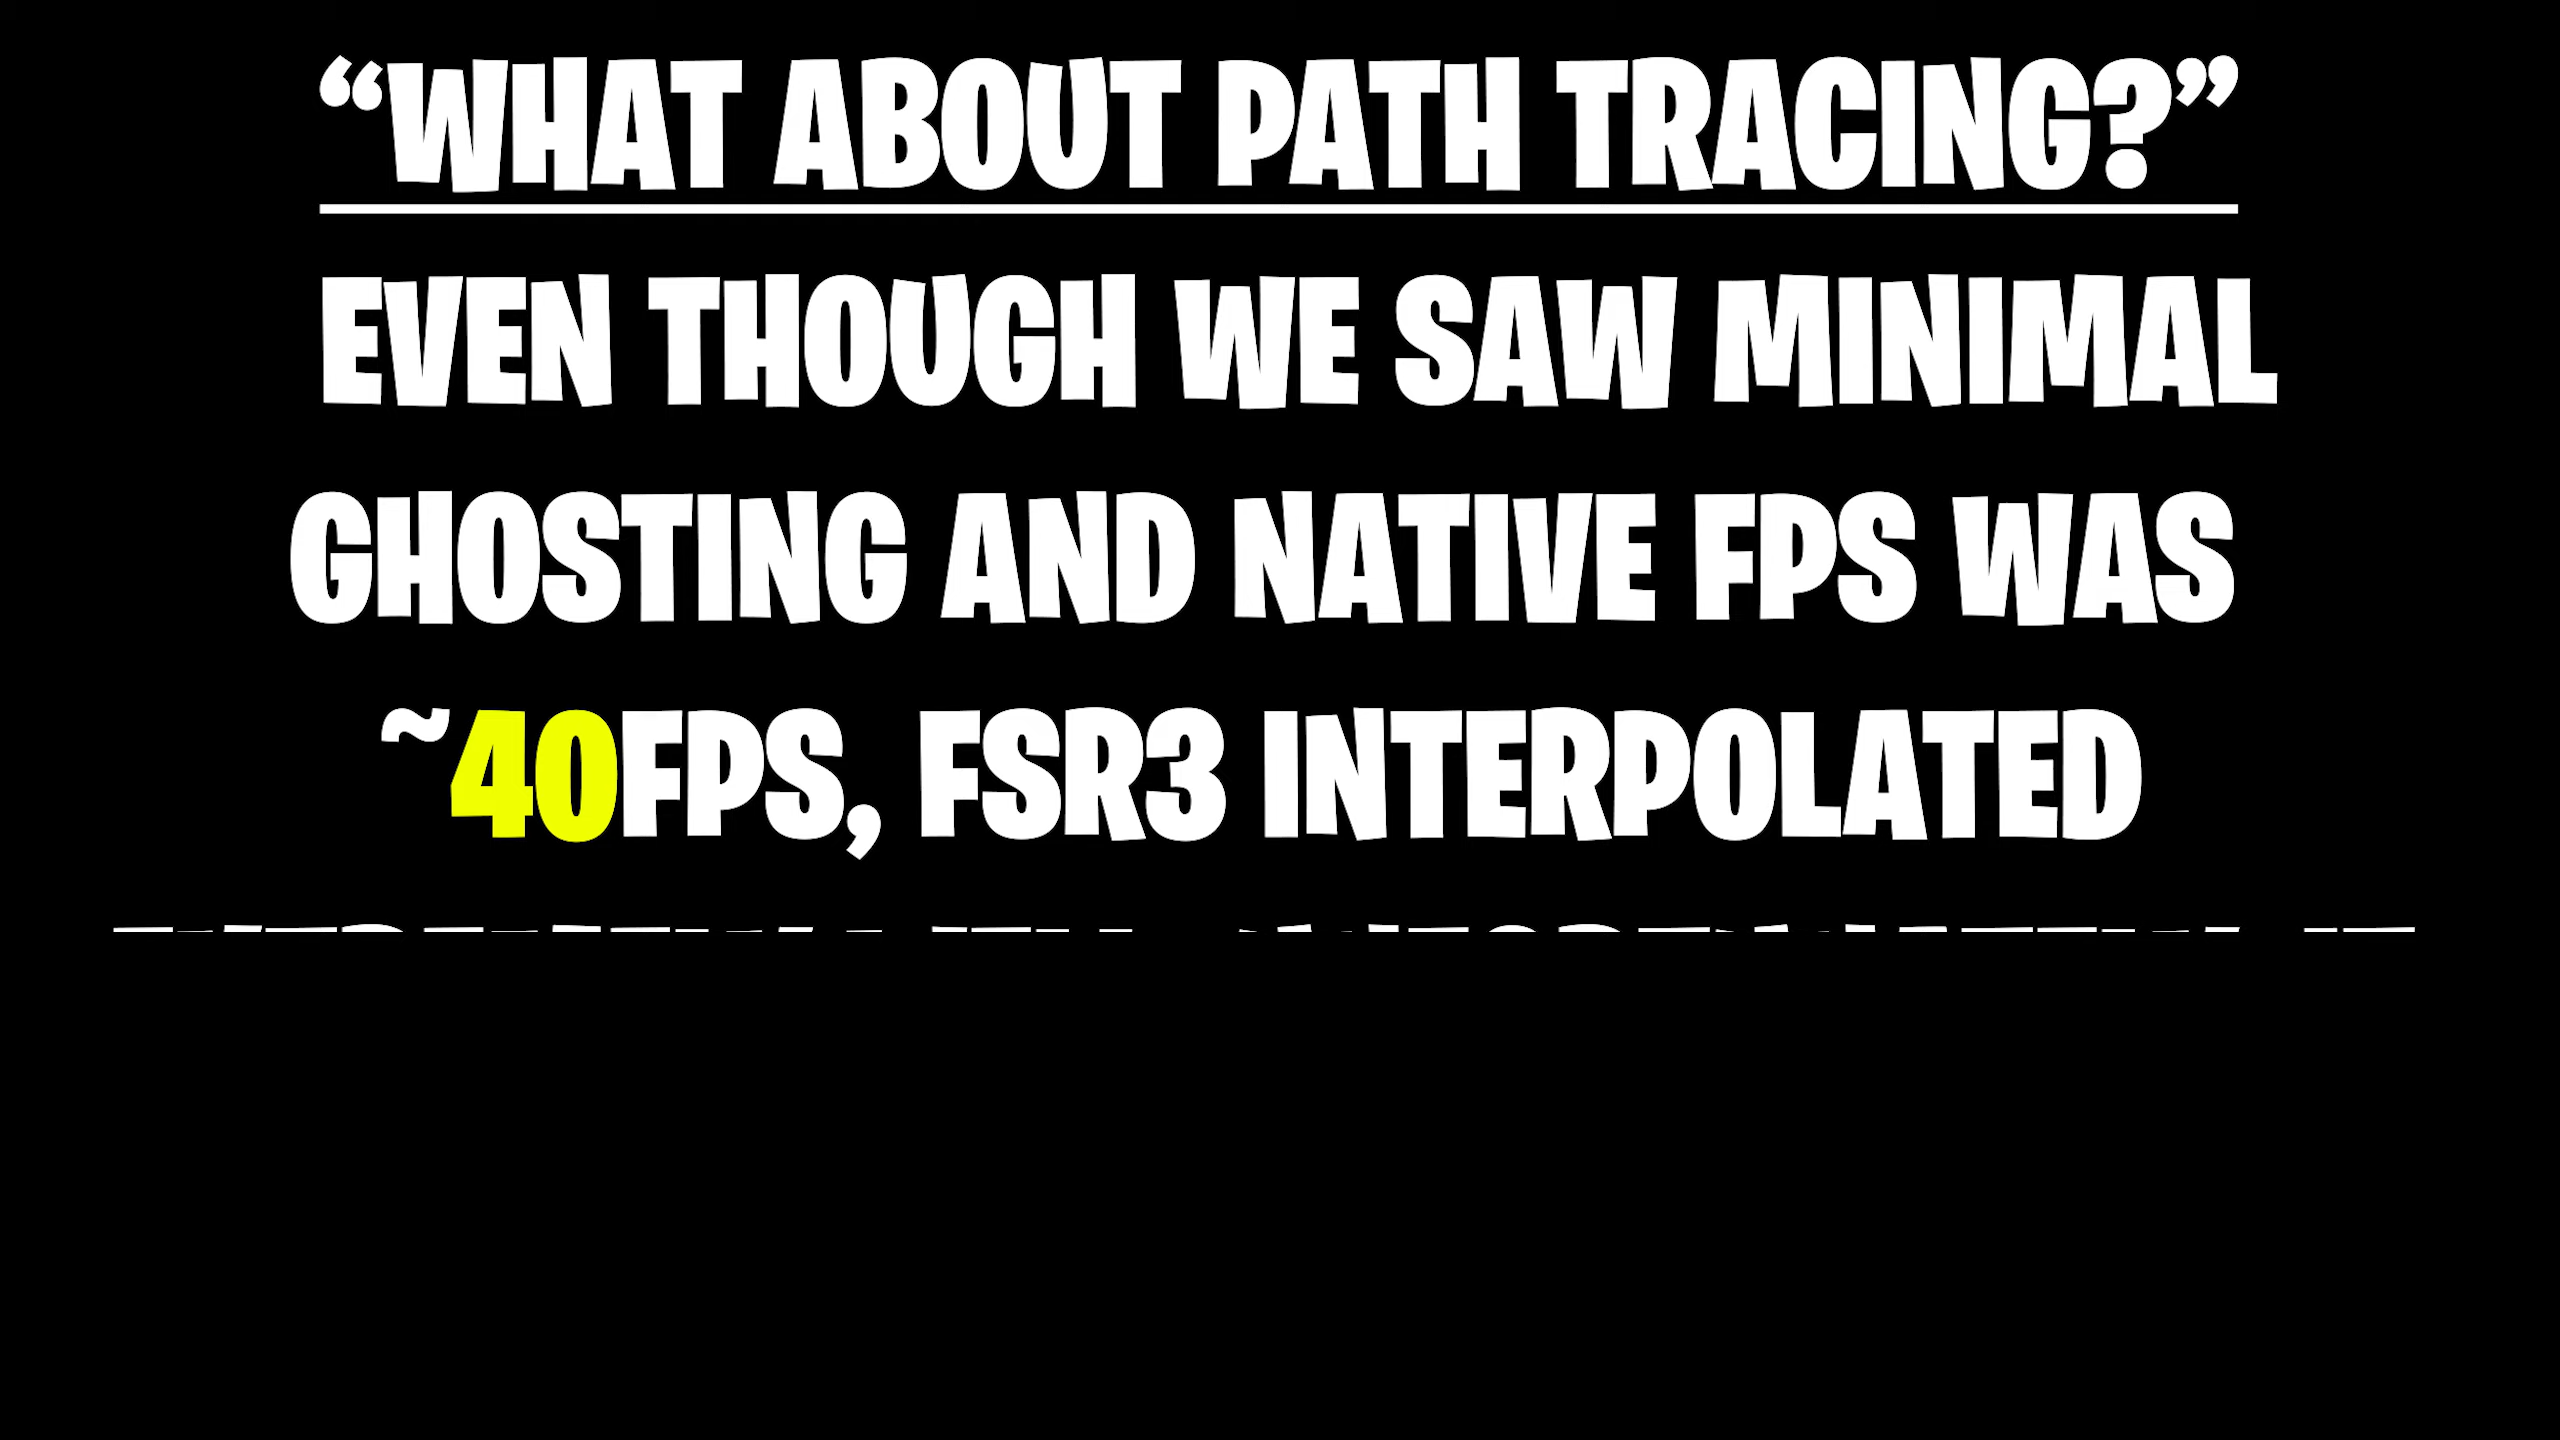 “WHAT ABOUT PATH TRACING?”
EVEN THOUGH WE SAW MINIMAL
GHOSTING AND NATIVE FPS WAS
~40FPS, FSR3 INTERPOLATED